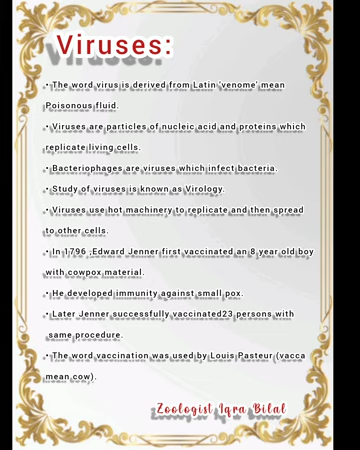 Viruses:
• The word virus is derived from Latin 'venome' mean
Poisonous fluid.
• Viruses are particles of nucleic acid and proteins which
replicate living cells.
• Bacteriophages are viruses which infect bacteria.
• Study of viruses is known as Virology.
• Viruses use hot machinery to replicate and then spread
to other cells.
• In 1796 ,Edward Jenner first vaccinated an 8 year old boy
with cowpox material.
• He developed immunity against small pox.
• Later Jenner successfully vaccinated23 persons with
same procedure.
• The word vaccination was used by Louis Pasteur (vacca
mean cow).
Zoologist Iqra Bilal